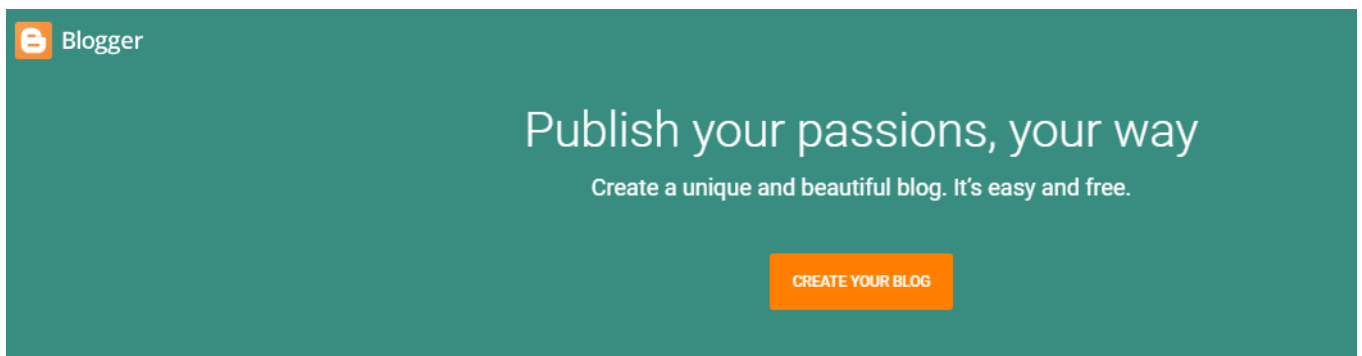 Blogger
Publish your passions, your way
Create a unique and beautiful blog. It’s easy and free.
CREATE YOUR BLOG